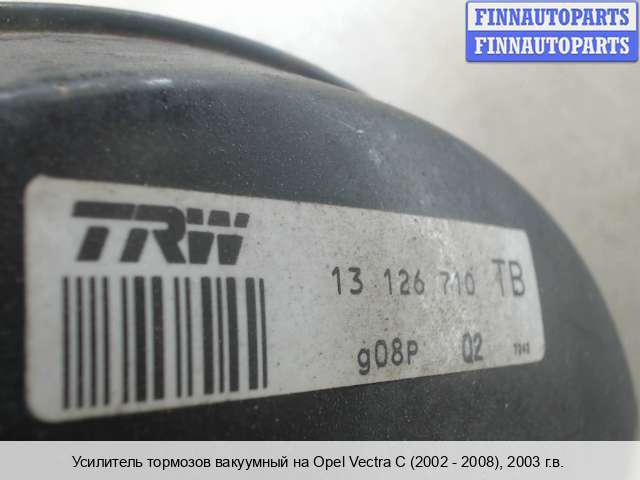 FINNAUTOPARTS
FINNAUTOPARTS
TRW
13 126 710 TB
g08P Q2
Усилитель тормозов вакуумный на Opel Vectra C (2002 - 2008), 2003 г.в.